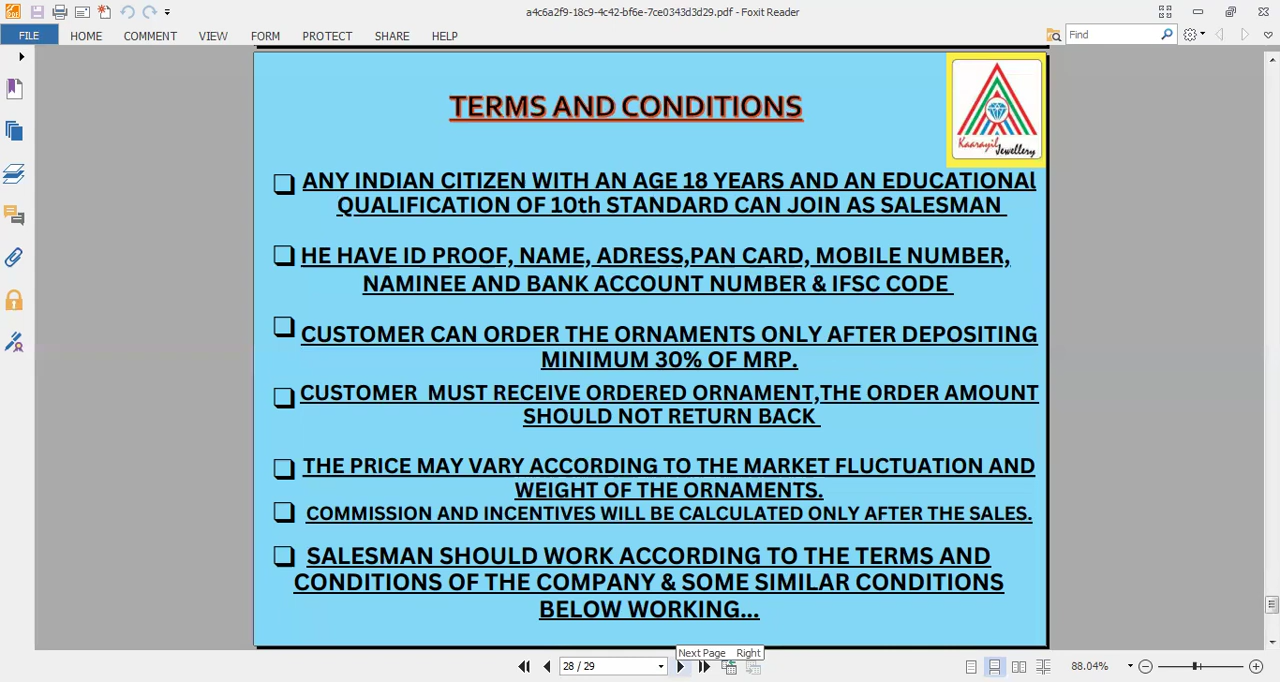 a4c6a2f9-18c9-4c42-bf6e-7ce0343d3d29.pdf - Foxit Reader
FILE HOME COMMENT VIEW FORM PROTECT SHARE HELP
Find
TERMS AND CONDITIONS
Kaarayil
Jewellery
ANY INDIAN CITIZEN WITH AN AGE 18 YEARS AND AN EDUCATIONAl
QUALIFICATION OF 10th STANDARD CAN JOIN AS SALESMAN
HE HAVE ID PROOF, NAME, ADRESS,PAN CARD, MOBILE NUMBER,
NAMINEE AND BANK ACCOUNT NUMBER & IFSC CODE
CUSTOMER CAN ORDER THE ORNAMENTS ONLY AFTER DEPOSITING
MINIMUM 30% OF MRP.
CUSTOMER MUST RECEIVE ORDERED ORNAMENT,THE ORDER AMOUNT
SHOULD NOT RETURN BACK
THE PRICE MAY VARY ACCORDING TO THE MARKET FLUCTUATION AND
WEIGHT OF THE ORNAMENTS.
COMMISSION AND INCENTIVES WILL BE CALCULATED ONLY AFTER THE SALES.
SALESMAN SHOULD WORK ACCORDING TO THE TERMS AND
CONDITIONS OF THE COMPANY & SOME SIMILAR CONDITIONS
BELOW WORKING...
Next Page Right
28 / 29
88.04%